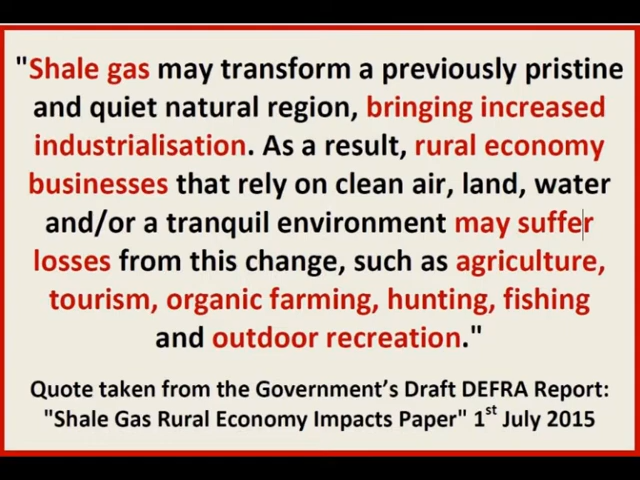 "Shale gas may transform a previously pristine
and quiet natural region, bringing increased
industrialisation. As a result, rural economy
businesses that rely on clean air, land, water
and/or a tranquil environment may suffer
losses from this change, such as agriculture,
tourism, organic farming, hunting, fishing
and outdoor recreation."
Quote taken from the Government’s Draft DEFRA Report:
"Shale Gas Rural Economy Impacts Paper" 1st July 2015